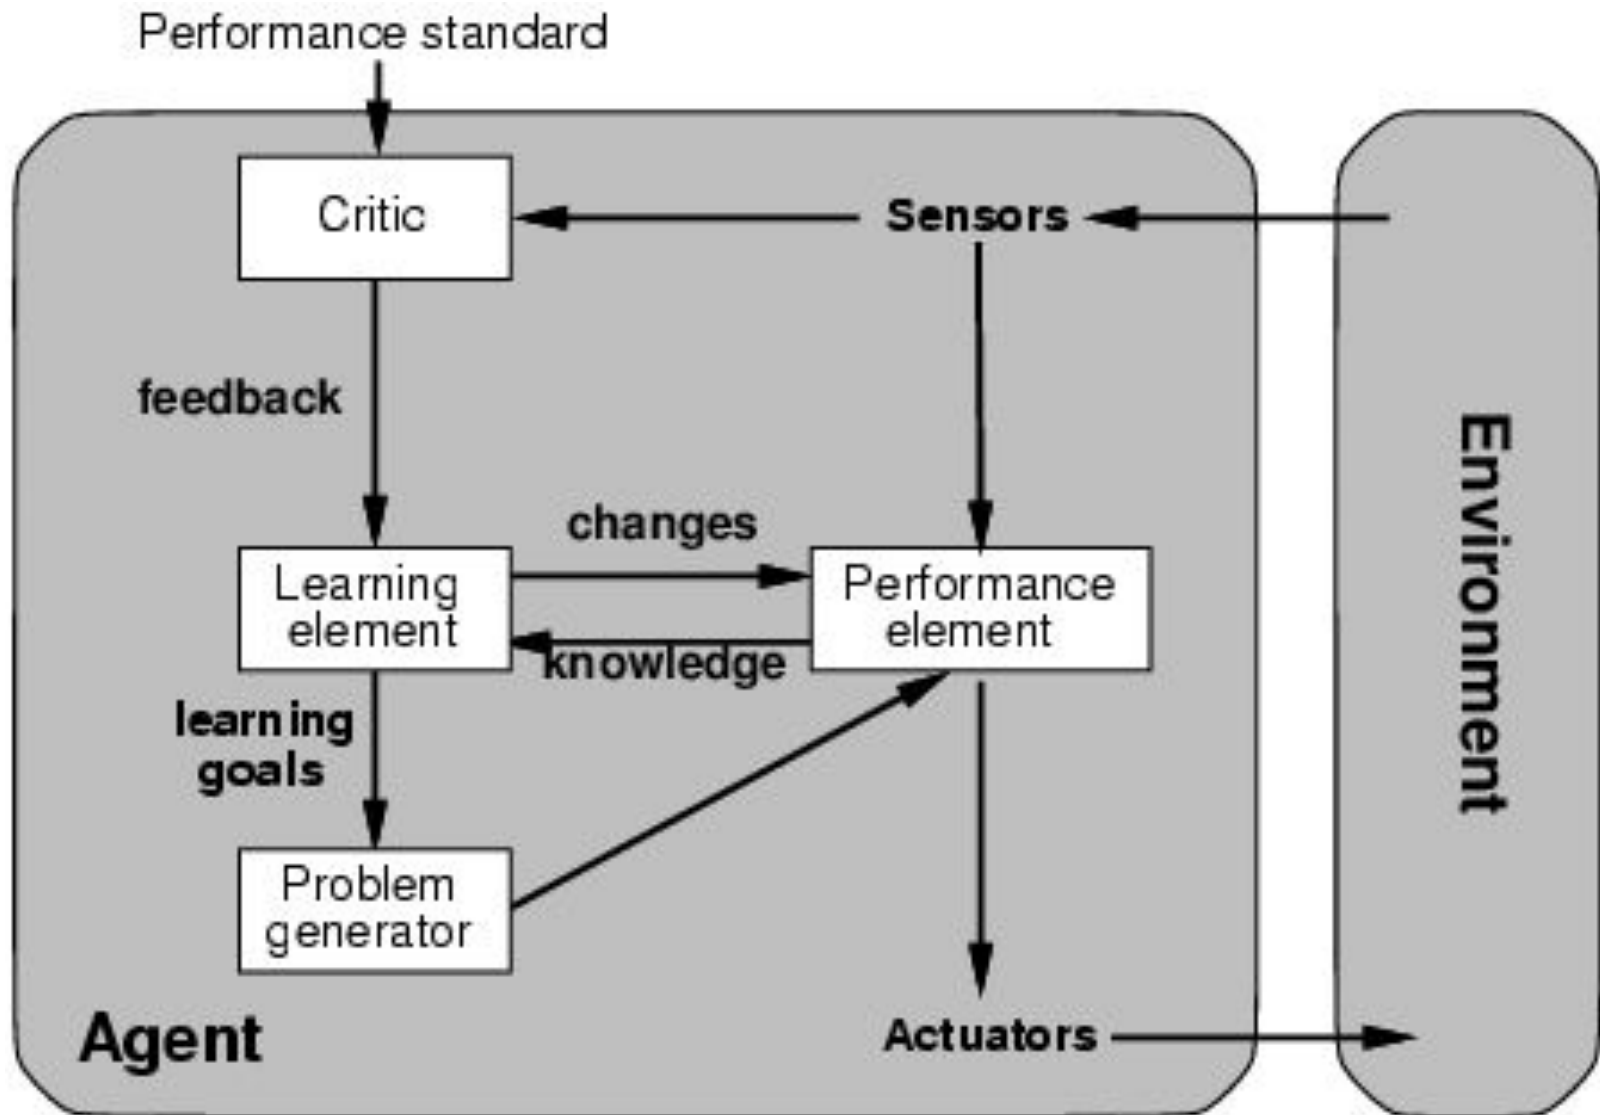 Performance standard
Critic
Sensors
feedback
changes
Learning
element
Performance
element
knowledge
learning
goals
Problem
generator
Agent
Actuators
Environment